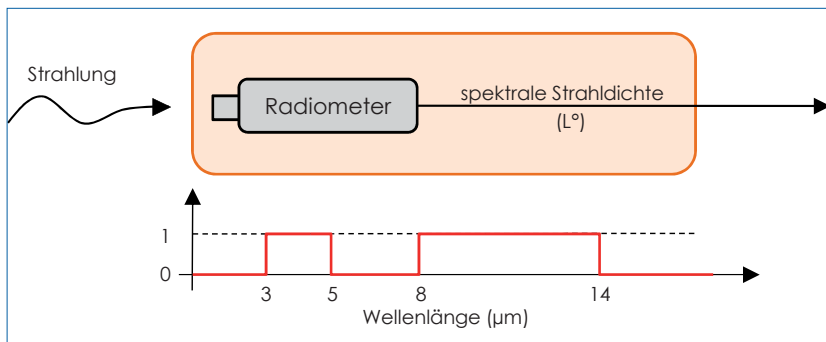 Strahlung
Radiometer
spektrale Strahldichte
(L°)
1
0
3 5 8 14
Wellenlänge (µm)